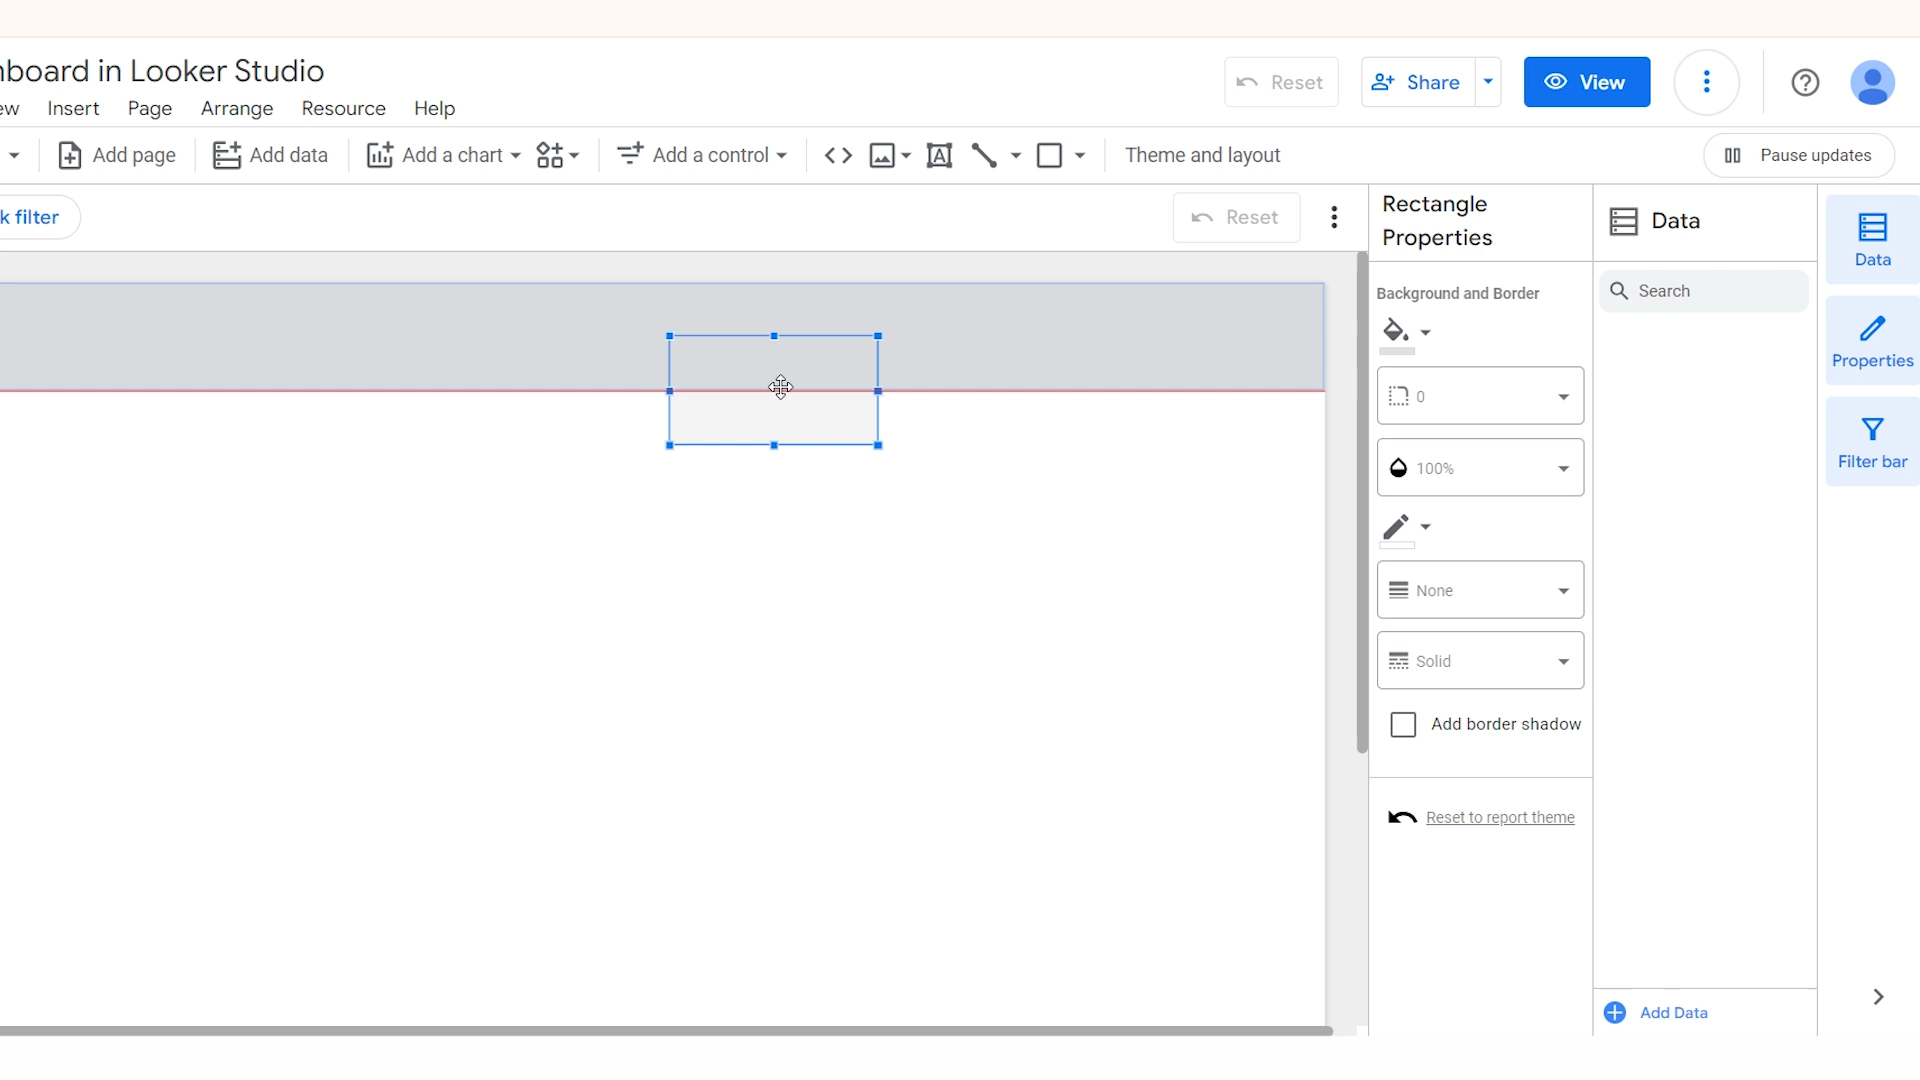 board in Looker Studio
ew Insert Page Arrange Resource Help
Reset Share View
Add page Add data Add a chart Add a control Theme and layout Pause updates
k filter Reset
Rectangle
Properties
Background and Border
0
100%
None
Solid
Add border shadow
Reset to report theme
Data
Search
Add Data
Data
Properties
Filter bar